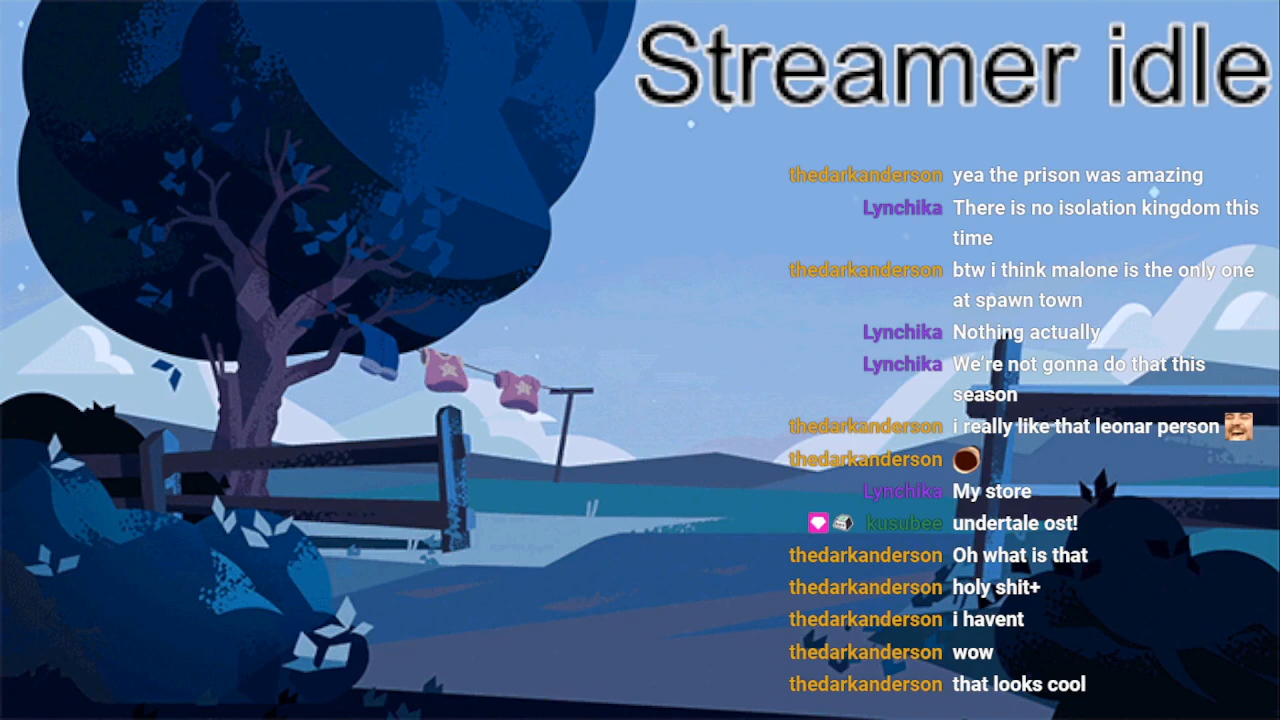 Streamer idle
thedarkanderson yea the prison was amazing
Lynchika There is no isolation kingdom this
time
thedarkanderson btw i think malone is the only one
at spawn town
Lynchika Nothing actually
Lynchika We're not gonna do that this
season
thedarkanderson i really like that leonar person
thedarkanderson
Lynchika My store
kusubee undertale ost!
thedarkanderson Oh what is that
thedarkanderson holy shit+
thedarkanderson i havent
thedarkanderson wow
thedarkanderson that looks cool